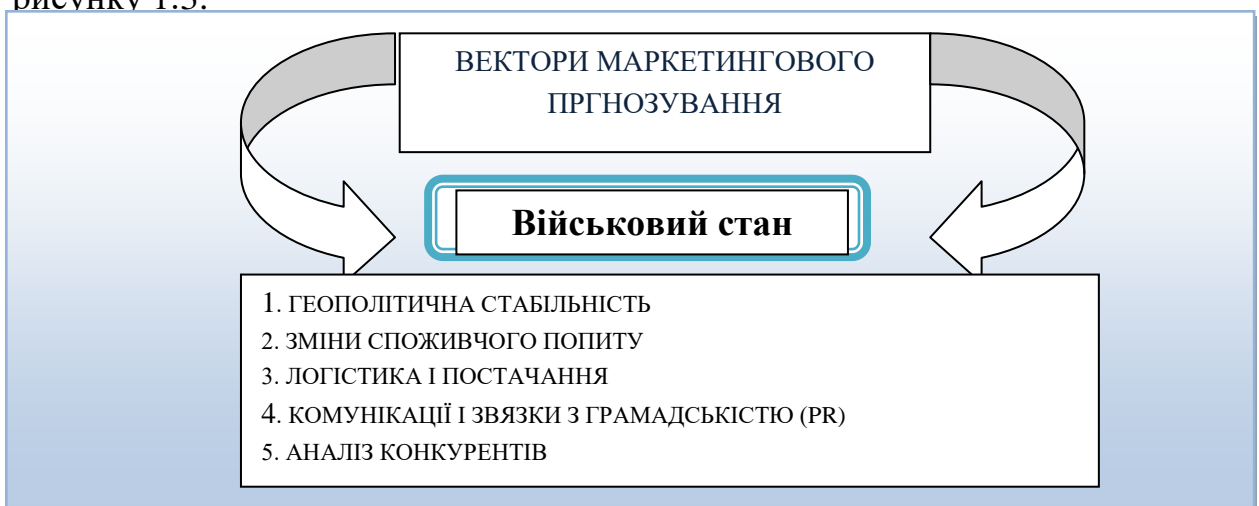 рисунку 1.3.
ВЕКТОРИ МАРКЕТИНГОВОГО
ПРГНОЗУВАННЯ
Військовий стан
1. ГЕОПОЛІТИЧНА СТАБІЛЬНІСТЬ
2. ЗМІНИ СПОЖИВЧОГО ПОПИТУ
3. ЛОГІСТИКА І ПОСТАЧАННЯ
4. КОМУНІКАЦІЇ І ЗВЯЗКИ З ГРАМАДСЬКІСТЮ (PR)
5. АНАЛІЗ КОНКУРЕНТІВ